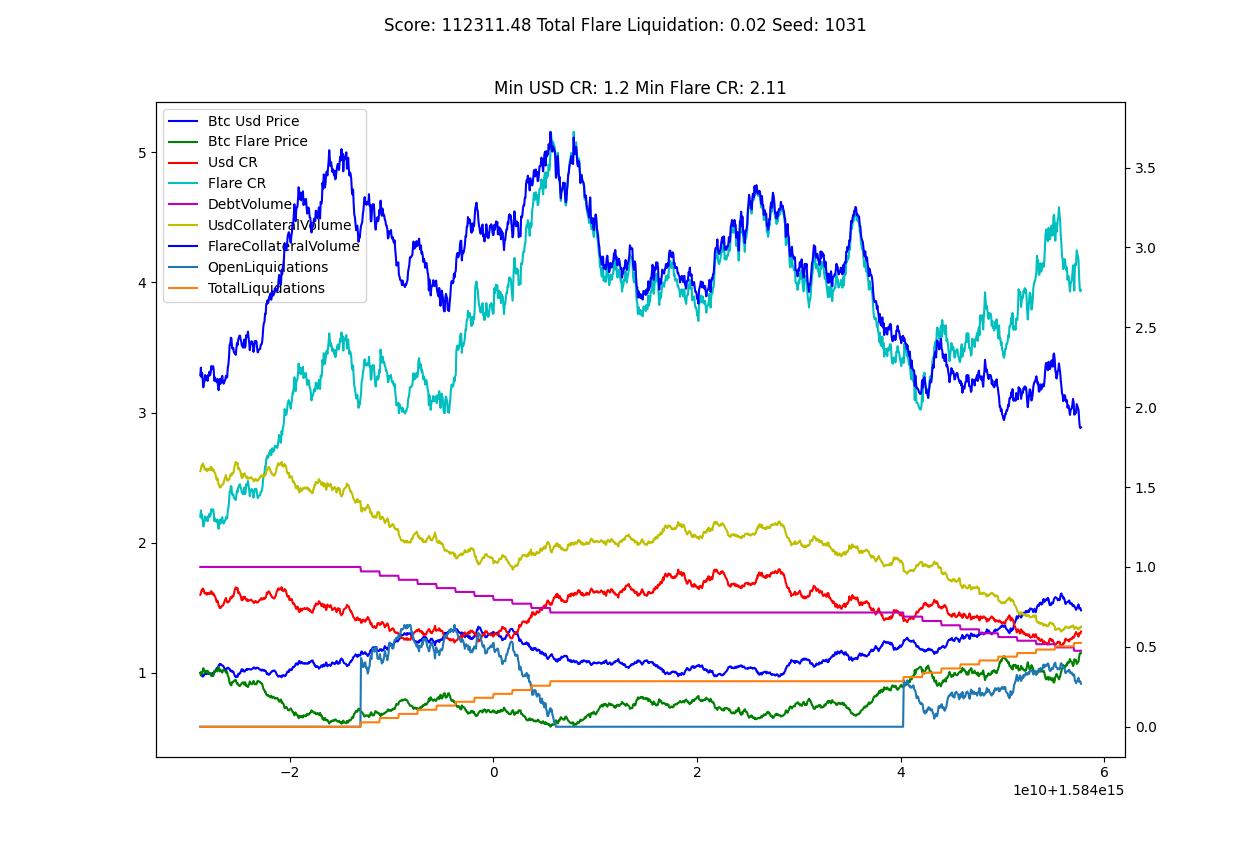 Score: 112311.48 Total Flare Liquidation: 0.02 Seed: 1031
Min USD CR: 1.2 Min Flare CR: 2.11
Btc Usd Price
Btc Flare Price
Usd CR
Flare CR
DebtVolume
UsdCollateralVolume
FlareCollateralVolume
OpenLiquidations
TotalLiquidations
5
4
3
2
1
3.5
3.0
2.5
2.0
1.5
1.0
0.5
0.0
−2
0
2
4
6
1e10+1.584e15